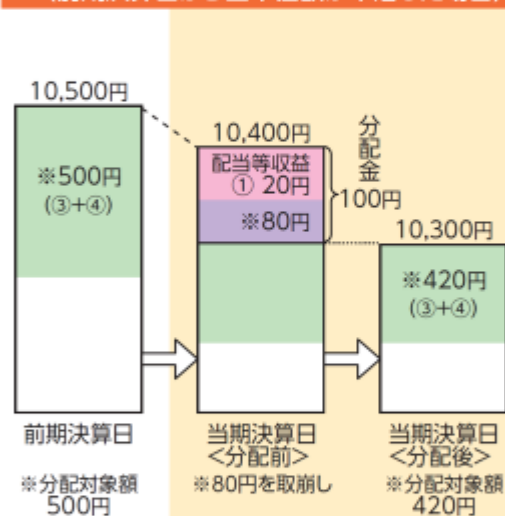 10,500円
※500円
(③+④)
前期決算日
※分配対象額
500円
10,400円
配当等収益
① 20円
※80円
分配金
100円
当期決算日
<分配前>
※80円を取崩し
10,300円
※420円
(③+④)
当期決算日
<分配後>
※分配対象額
420円